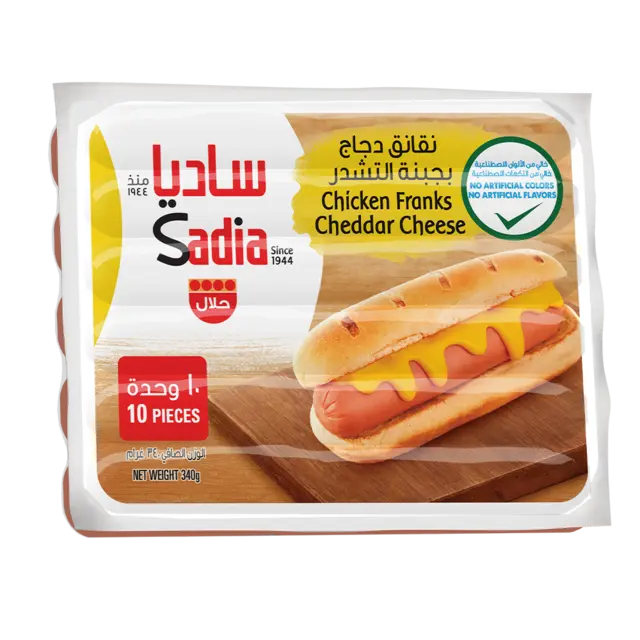 ساديا
منذ
١٩٤٤
Sadia
Since
1944
حلال
نقانق دجاج
بجبنة التشدر
Chicken Franks
Cheddar Cheese
خالي من الألوان الاصطناعية
خالي من النكهات الاصطناعية
NO ARTIFICIAL COLORS
NO ARTIFICIAL FLAVORS
١٠ وحدة
10 PIECES
الوزن الصافي ٣٤٠ غرام
NET WEIGHT 340g